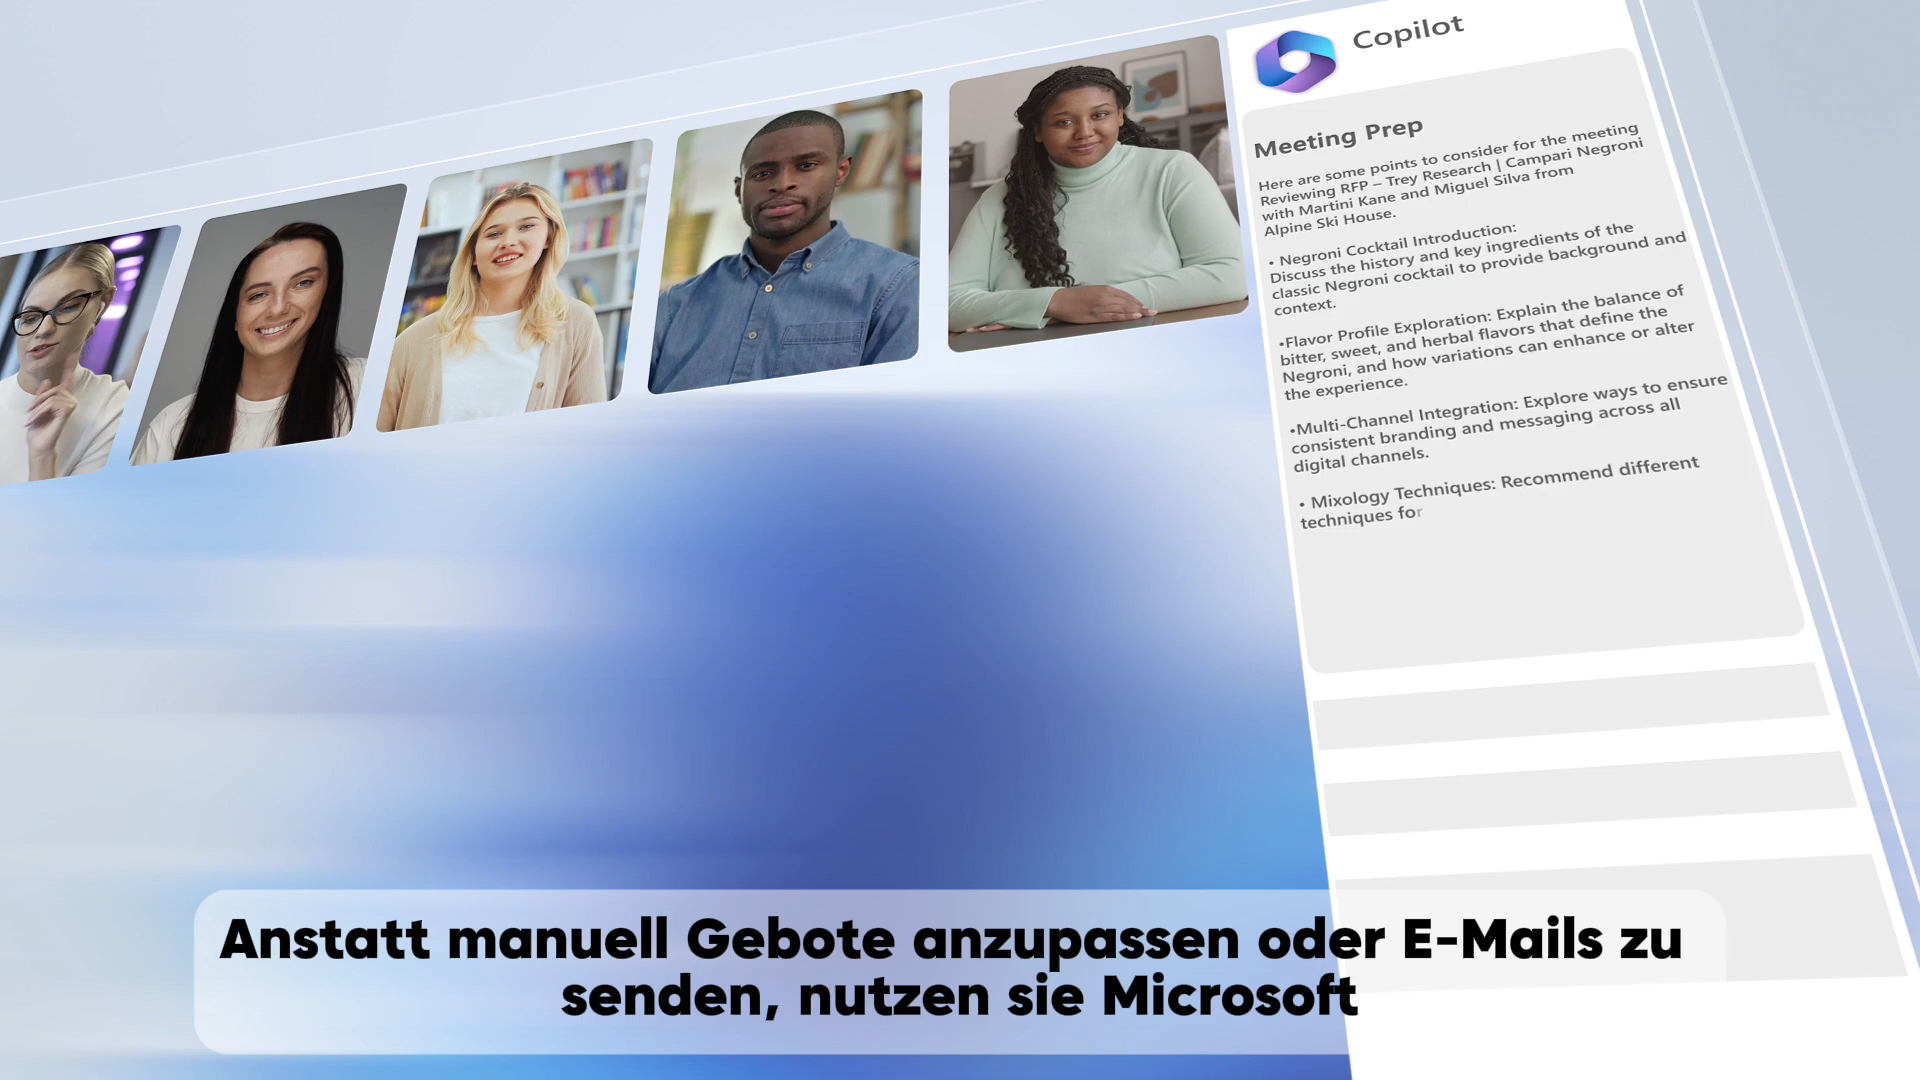 Copilot
Meeting Prep
Here are some points to consider for the meeting
Reviewing RFP – Trey Research | Campari Negroni
with Martini Kane and Miguel Silva from
Alpine Ski House.
• Negroni Cocktail Introduction:
Discuss the history and key ingredients of the
classic Negroni cocktail to provide background and
context.
•Flavor Profile Exploration: Explain the balance of
bitter, sweet, and herbal flavors that define the
Negroni, and how variations can enhance or alter
the experience.
•Multi-Channel Integration: Explore ways to ensure
consistent branding and messaging across all
digital channels.
• Mixology Techniques: Recommend different
techniques for
Anstatt manuell Gebote anzupassen oder E-Mails zu
senden, nutzen sie Microsoft